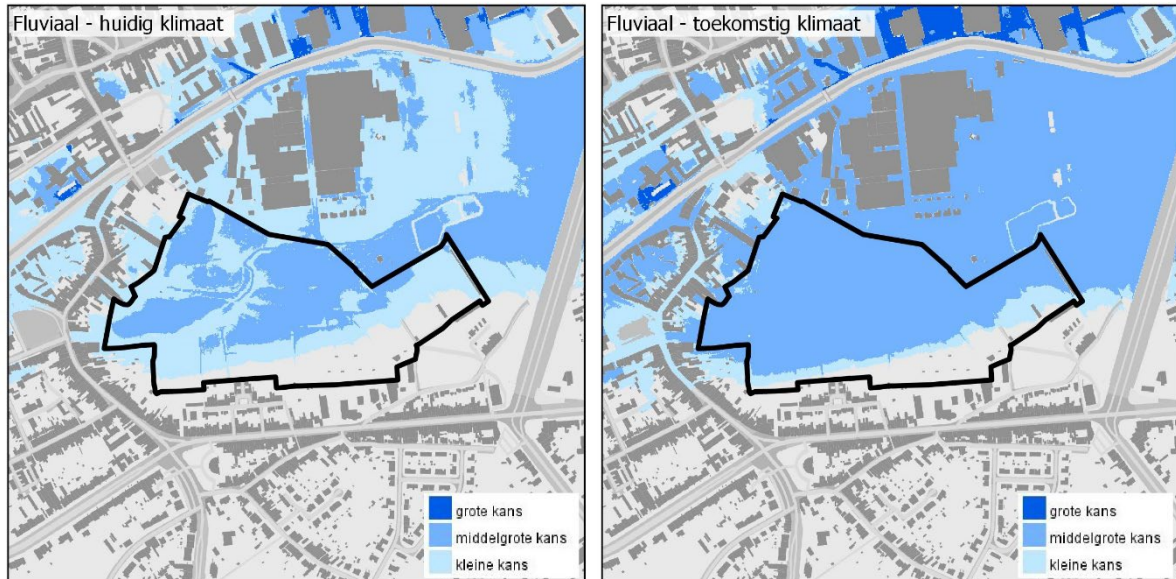 Fluviaal - huidig klimaat
grote kans
middelgrote kans
kleine kans
Fluviaal - toekomstig klimaat
grote kans
middelgrote kans
kleine kans